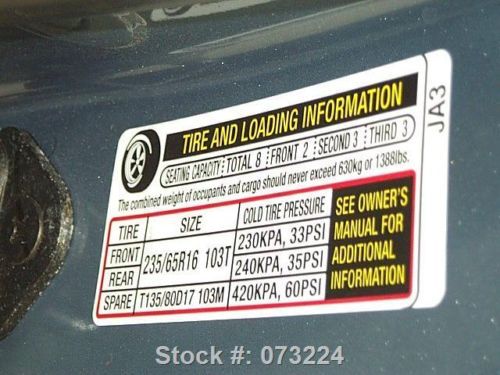 TIRE AND LOADING INFORMATION
SEATING CAPACITY: TOTAL 8 FRONT 2 SECOND 3 THIRD 3
The combined weight of occupants and cargo should never exceed 630kg or 1388lbs.
TIRE SIZE COLD TIRE PRESSURE
FRONT 235/65R16 103T 230KPA, 33PSI
REAR 240KPA, 35PSI
SPARE T135/80D17 103M 420KPA, 60PSI
SEE OWNER'S
MANUAL FOR
ADDITIONAL
INFORMATION
JA3
Stock #: 073224